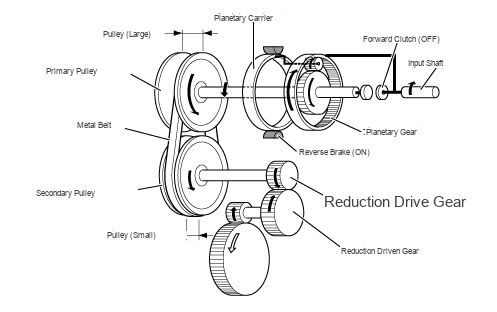 Planetary Carrier
Pulley (Large)
Forward Clutch (OFF)
Input Shaft
Primary Pulley
Metal Belt
Planetary Gear
Reverse Brake (ON)
Secondary Pulley
Reduction Drive Gear
Pulley (Small)
Reduction Driven Gear